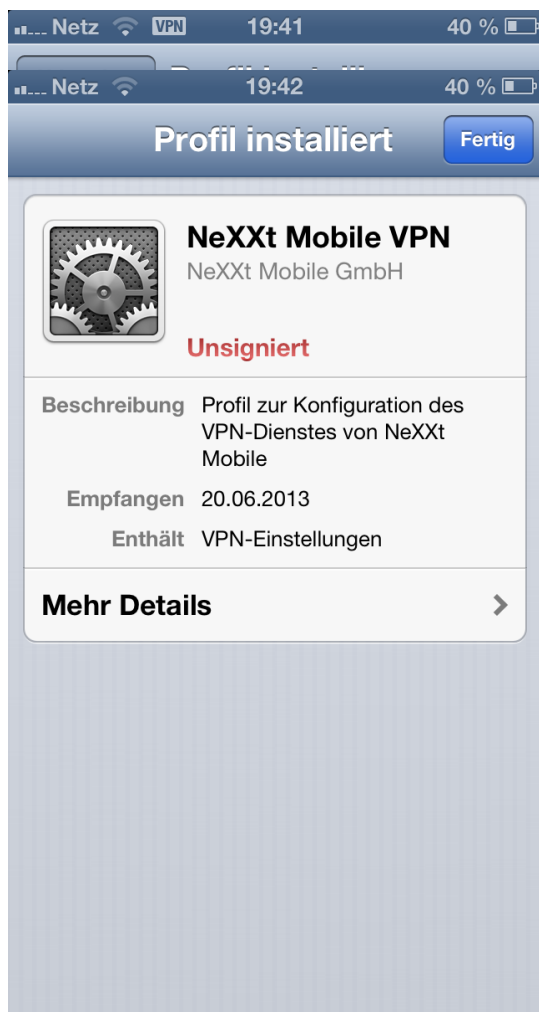 Netz VPN 19:41 40 %
Netz 19:42 40 %
Profil installiert Fertig
NeXXt Mobile VPN
NeXXt Mobile GmbH
Unsigniert
Beschreibung Profil zur Konfiguration des
VPN-Dienstes von NeXXt
Mobile
Empfangen 20.06.2013
Enthält VPN-Einstellungen
Mehr Details